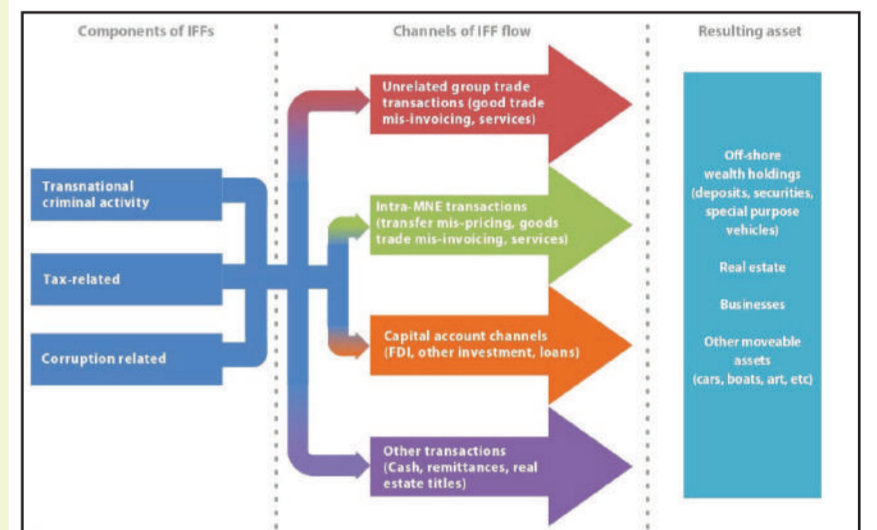 Components of IFFs
Channels of IFF flow
Resulting asset
Transnational
criminal activity
Tax-related
Corruption related
Unrelated group trade
transactions (good trade
mis-invoicing, services)
Intra-MNE transactions
(transfer mis-pricing, goods
trade mis-invoicing, services)
Capital account channels
(FDI, other investment, loans)
Other transactions
(Cash, remittances, real
estate titles)
Off-shore
wealth holdings
(deposits, securities,
special purpose
vehicles)
Real estate
Businesses
Other moveable
assets
(cars, boats, art, etc)